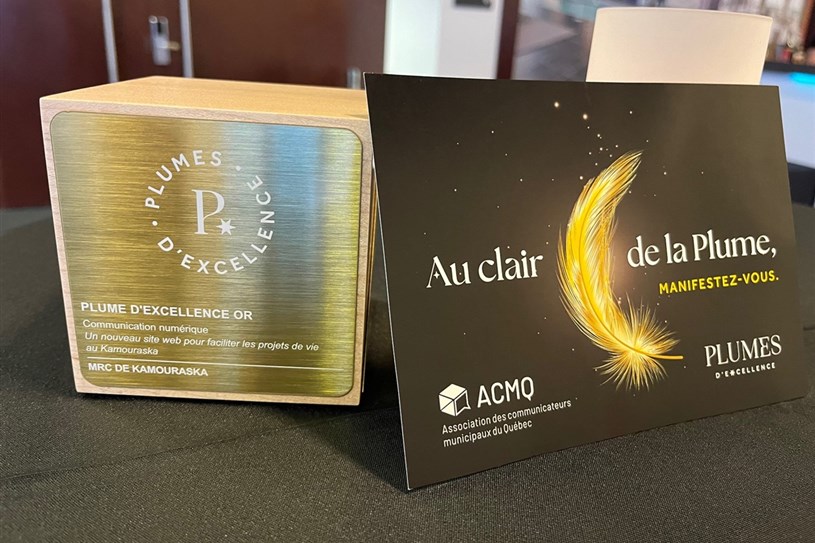 PLUMES
D'EXCELLENCE
P
PLUME D'EXCELLENCE OR
Communication numérique
Un nouveau site web pour faciliter les projets de vie
au Kamouraska
MRC DE KAMOURASKA
Au clair de la Plume,
MANIFESTEZ-VOUS.
PLUMES
D'EXCELLENCE
ACMQ
Association des communicateurs
municipaux du Québec